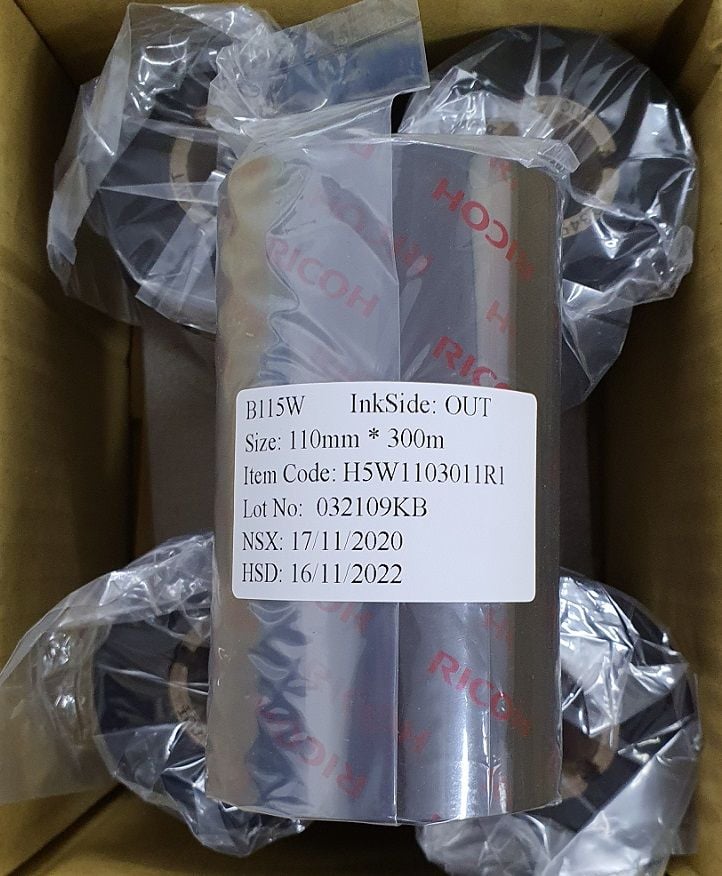 RICOH
RICOH
RICOH
B115W InkSide: OUT
Size: 110mm * 300m
Item Code: H5W1103011R1
Lot No: 032109KB
NSX: 17/11/2020
HSD: 16/11/2022
RICOH
RICOH